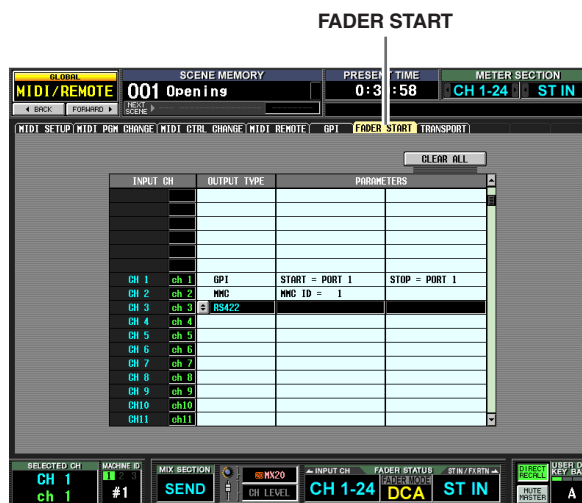 FADER START
GLOBAL
MIDI/REMOTE
BACK
FORWARD
SCENE MEMORY
001 Opening
NEXT
SCENE
PRESENT TIME
METER SECTION
CH 1-24
ST IN
MIDI SETUP
MIDI PGM CHANGE
MIDI CTRL CHANGE
MIDI REMOTE
GPI
FADER START
TRANSPORT
CLEAR ALL
INPUT CH OUTPUT TYPE PARAMETERS
CH 1 ch 1 GPI START = PORT 1 STOP = PORT 1
CH 2 ch 2 MMC MMC ID = 1
CH 3 ch 3 RS422
CH 4 ch 4
CH 5 ch 5
CH 6 ch 6
CH 7 ch 7
CH 8 ch 8
CH 9 ch 9
CH10 ch10
CH11 ch11
SELECTED CH
CH 1
ch 1
MACHINE ID
1 2 3
#1
MIX SECTION
SEND
MX20
CH LEVEL
INPUT CH
FADER STATUS
ST IN/FXRTN
CH 1-24
FADER MODE
DCA
ST IN
DIRECT
RECALL
MUTE
MASTER
USER D
KEY BA
A